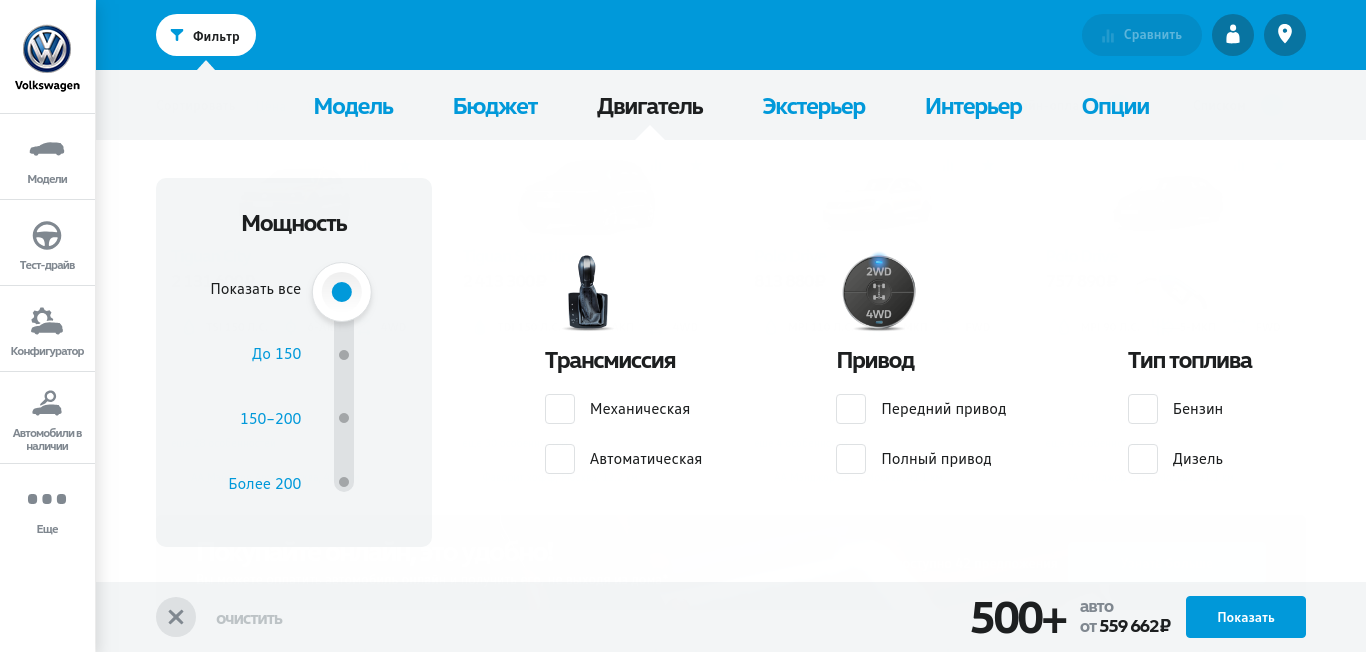 Фильтр
Сравнить
Volkswagen
Модель
Бюджет
Двигатель
Экстерьер
Интерьер
Опции
Модели
Тест-драйв
Конфигуратор
Автомобили в
наличии
Еще
Мощность
Показать все
До 150
150–200
Более 200
2WD
4WD
Трансмиссия
Механическая
Автоматическая
Привод
Передний привод
Полный привод
Тип топлива
Бензин
Дизель
ОЧИСТИТЬ
500+
авто
от 559 662₽
Показать